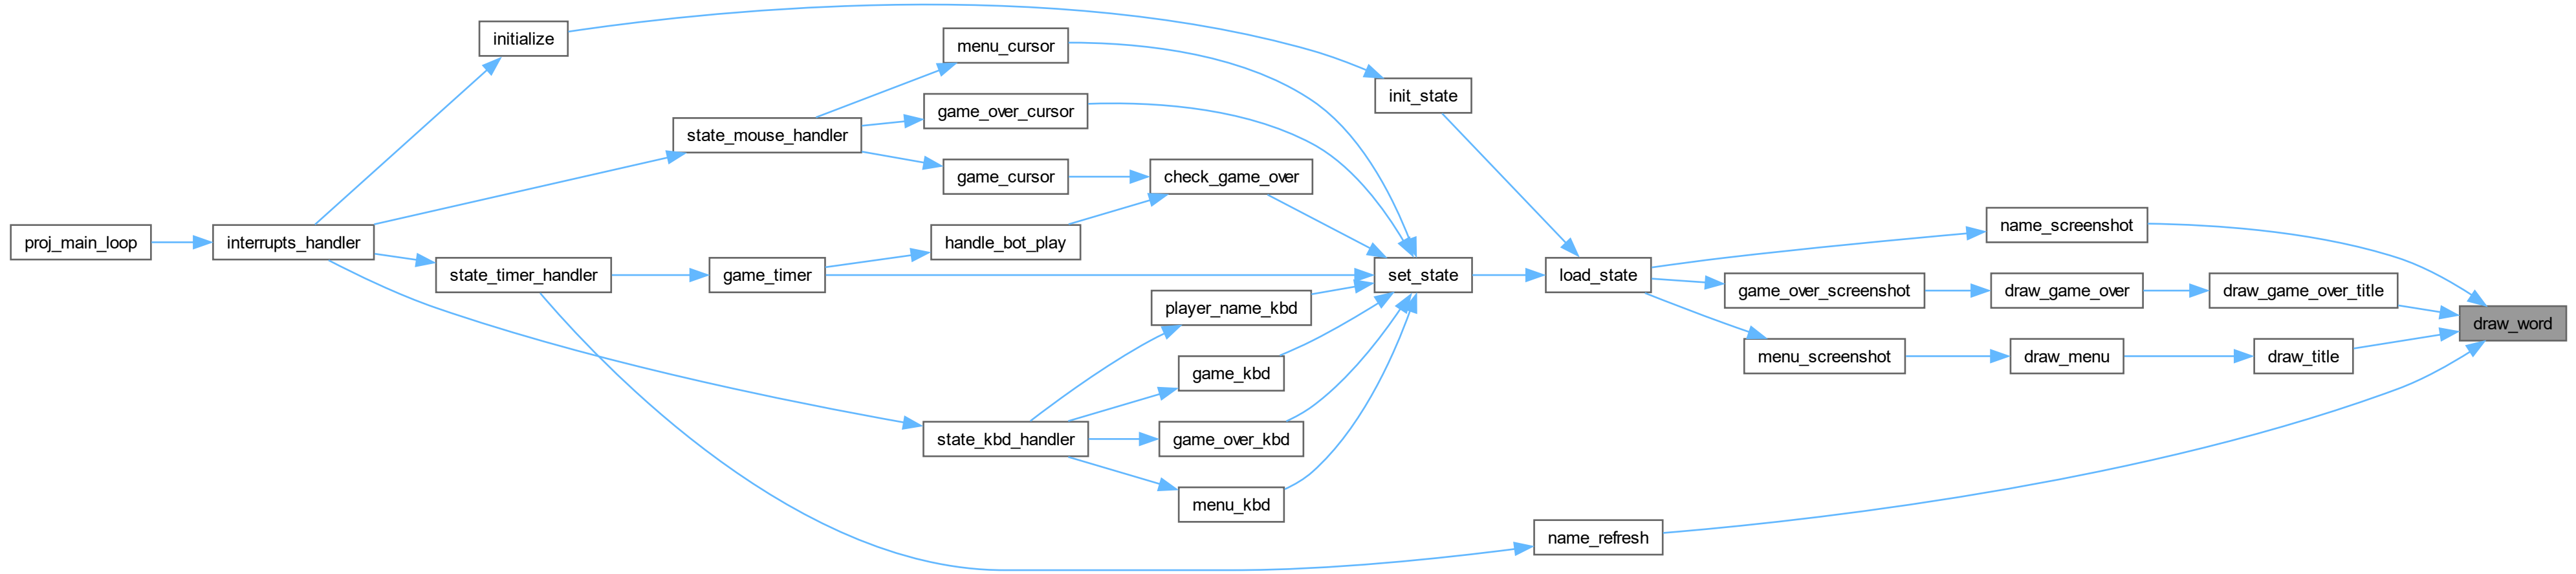 initialize
menu_cursor
init_state
game_over_cursor
state_mouse_handler
game_cursor
check_game_over
name_screenshot
proj_main_loop
interrupts_handler
handle_bot_play
state_timer_handler
game_timer
set_state
load_state
game_over_screenshot
draw_game_over
draw_game_over_title
player_name_kbd
draw_word
menu_screenshot
draw_menu
draw_title
game_kbd
state_kbd_handler
game_over_kbd
menu_kbd
name_refresh